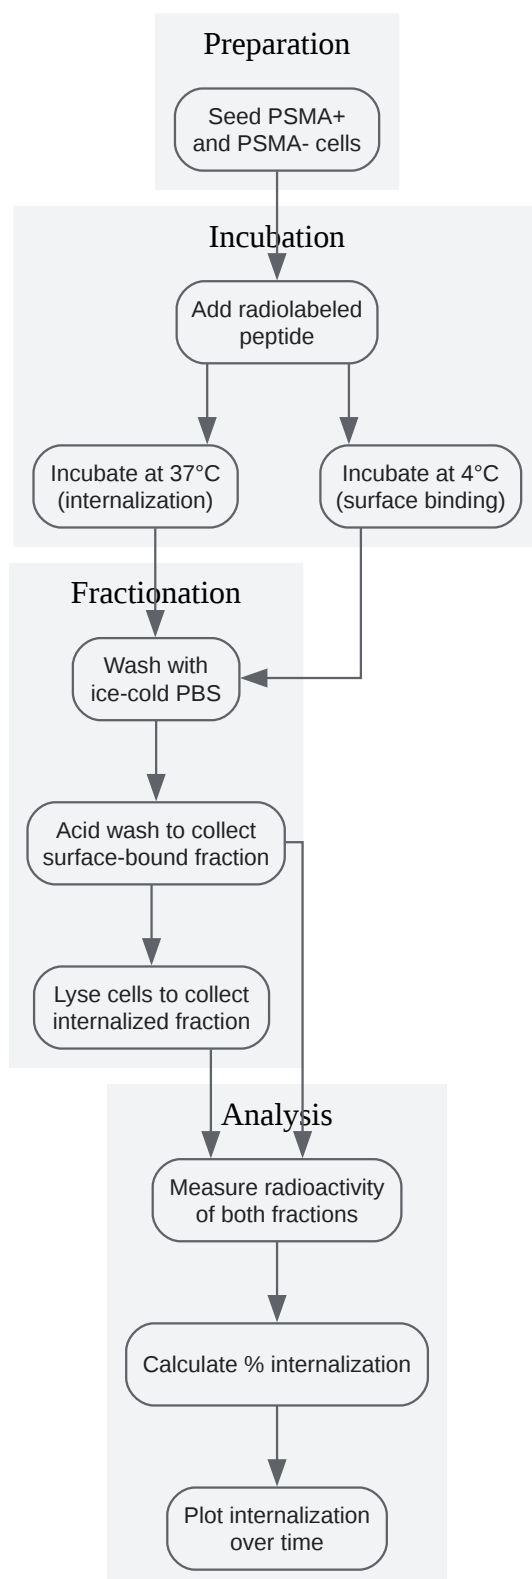 Preparation
Seed PSMA+
and PSMA- cells
Incubation
Add radiolabeled
peptide
Incubate at 37°C
(internalization)
Incubate at 4°C
(surface binding)
Fractionation
Wash with
ice-cold PBS
Acid wash to collect
surface-bound fraction
Lyse cells to collect
internalized fraction
Analysis
Measure radioactivity
of both fractions
Calculate % internalization
Plot internalization
over time